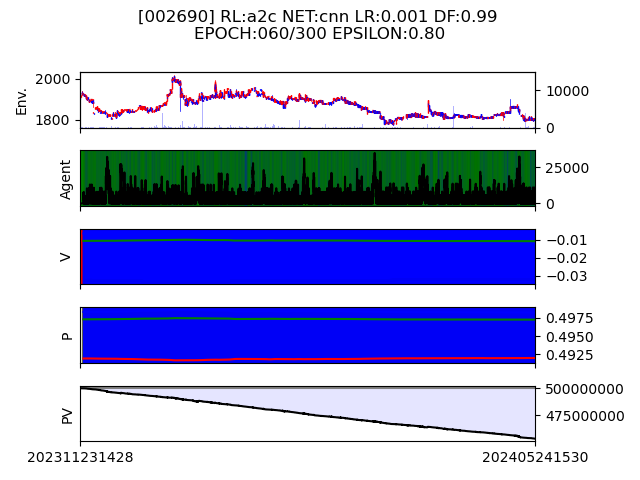 [002690] RL:a2c NET:cnn LR:0.001 DF:0.99
EPOCH:060/300 EPSILON:0.80
Env.
2000
1800
10000
0
Agent
25000
0
V
−0.01
−0.02
−0.03
P
0.4975
0.4950
0.4925
PV
500000000
475000000
202311231428
202405241530